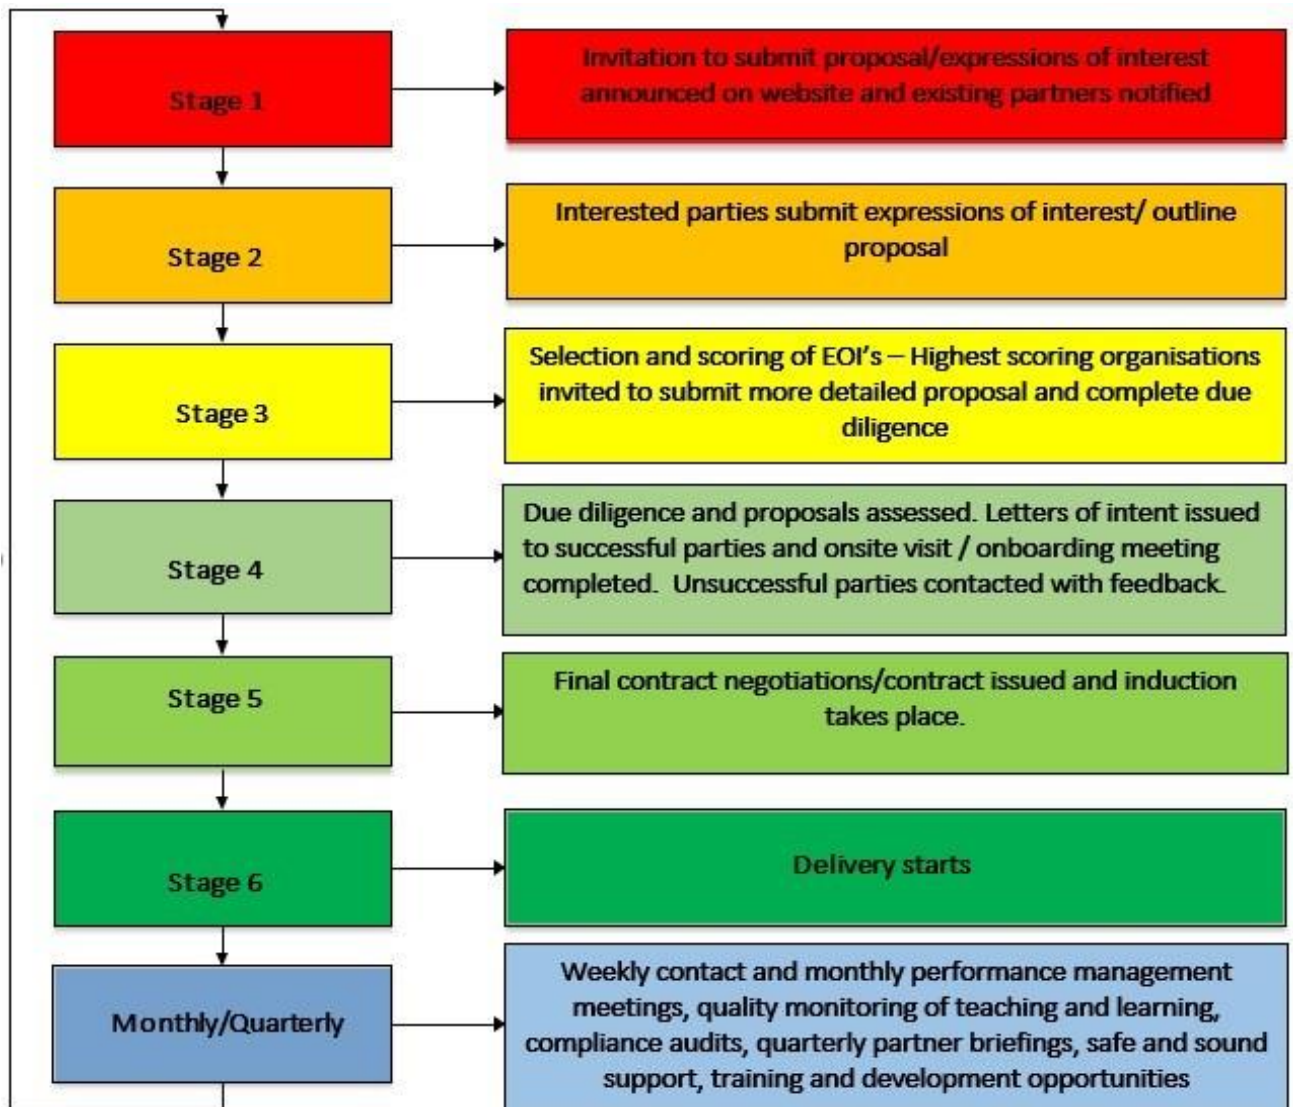 Stage 1
Invitation to submit proposal/expressions of interest
announced on website and existing partners notified
Stage 2
Interested parties submit expressions of interest/ outline
proposal
Stage 3
Selection and scoring of EOI's – Highest scoring organisations
invited to submit more detailed proposal and complete due
diligence
Stage 4
Due diligence and proposals assessed. Letters of intent issued
to successful parties and onsite visit / onboarding meeting
completed.  Unsuccessful parties contacted with feedback.
Stage 5
Final contract negotiations/contract issued and induction
takes place.
Stage 6
Delivery starts
Monthly/Quarterly
Weekly contact and monthly performance management
meetings, quality monitoring of teaching and learning,
compliance audits, quarterly partner briefings, safe and sound
support, training and development opportunities